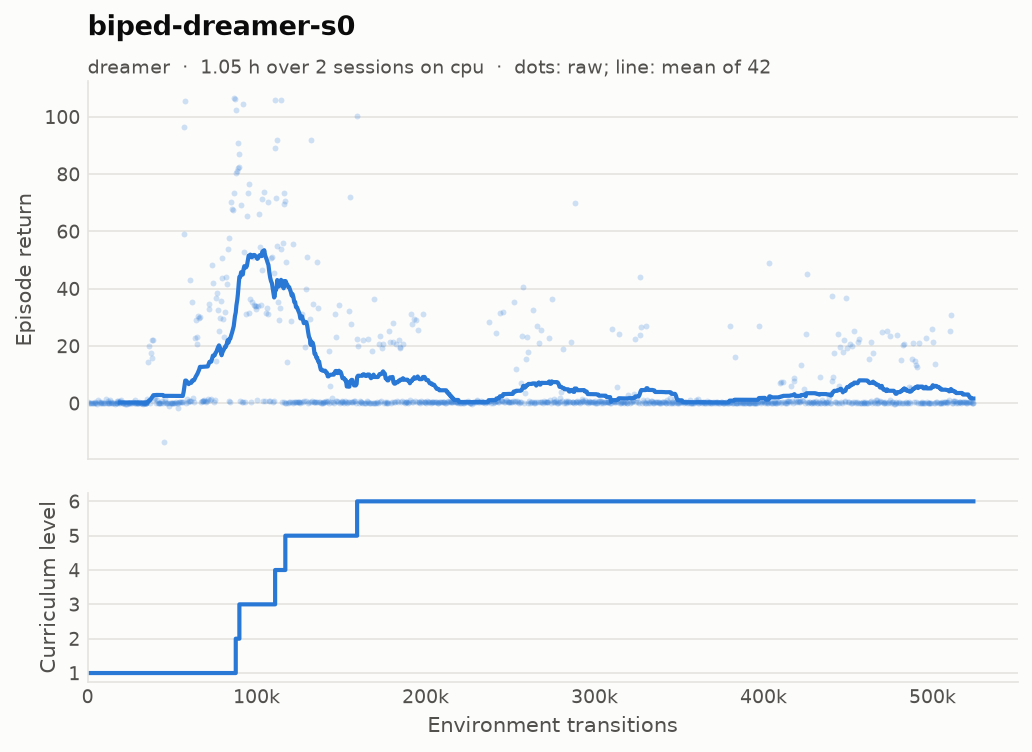 biped-dreamer-s0
dreamer · 1.05 h over 2 sessions on cpu · dots: raw; line: mean of 42
Episode return
100
80
60
40
20
0
Curriculum level
6
5
4
3
2
1
0 100k 200k 300k 400k 500k
Environment transitions